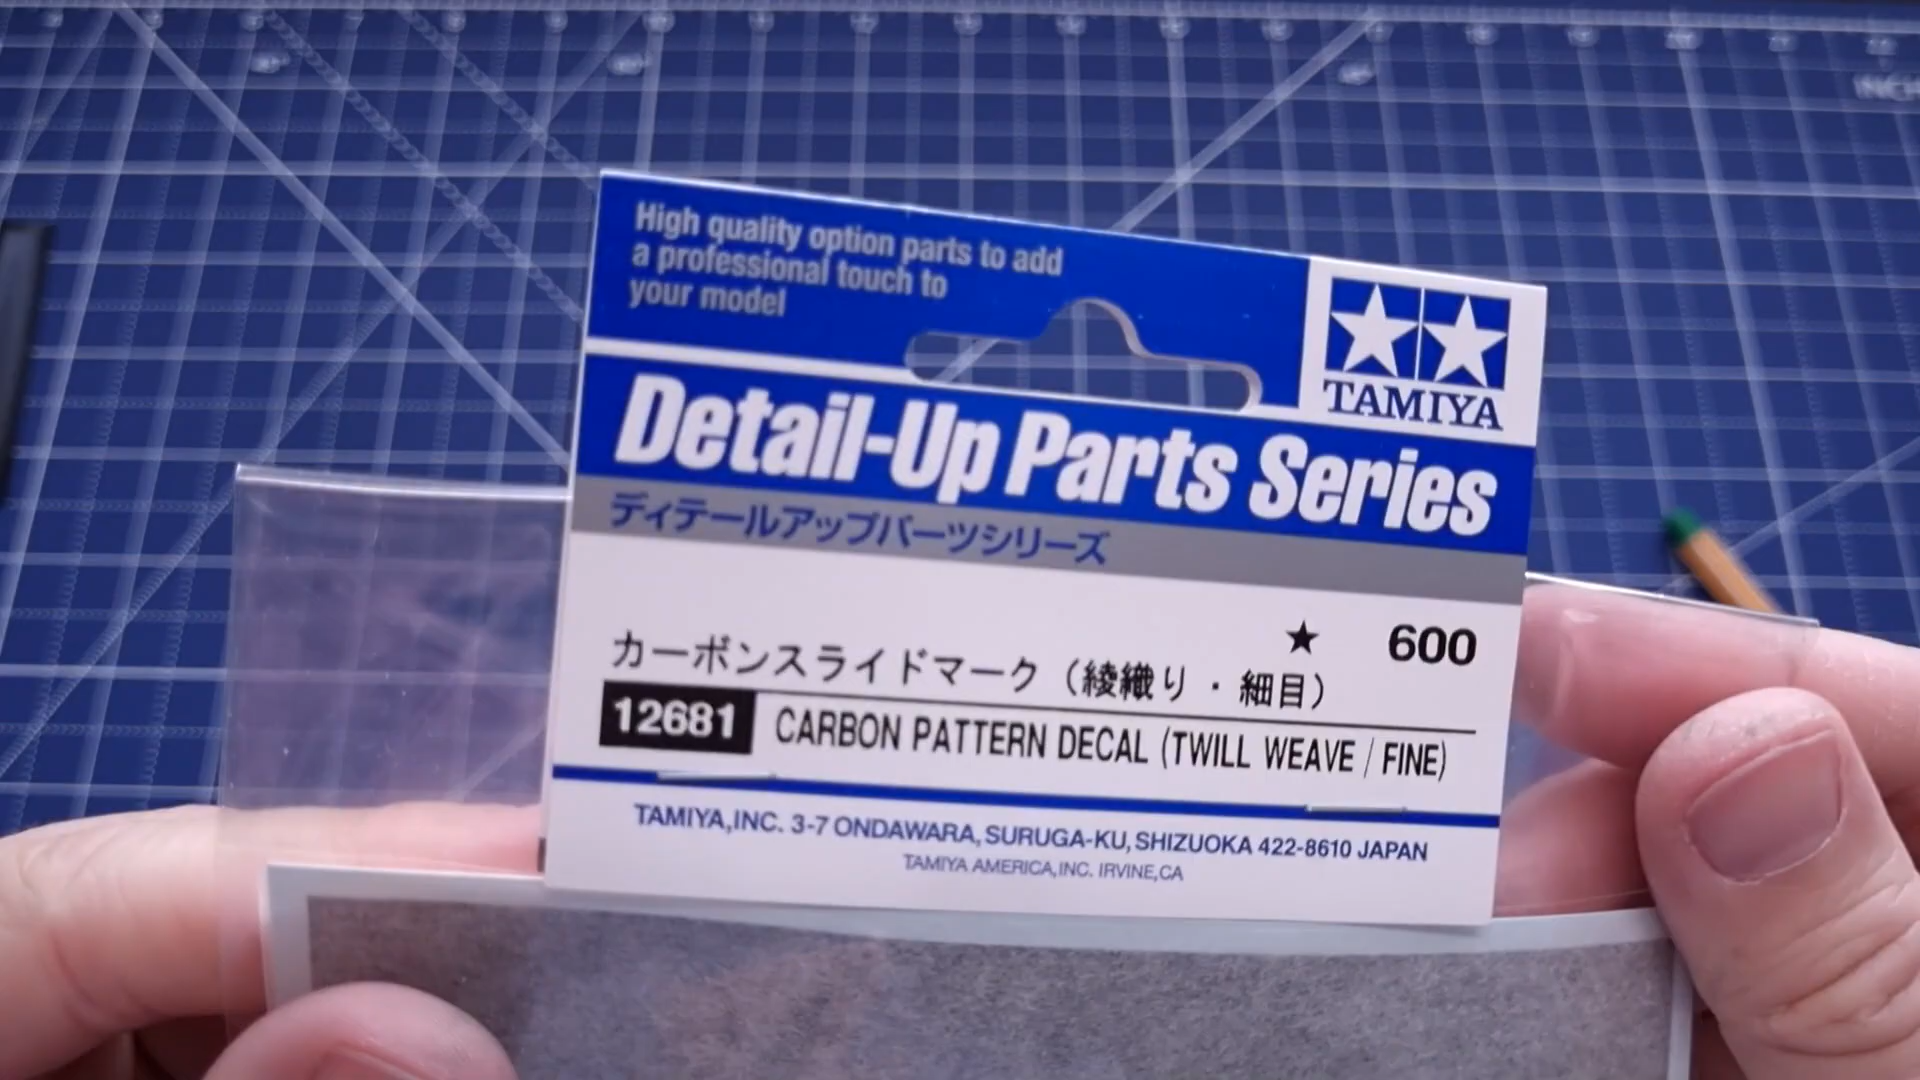 INCH
High quality option parts to add
a professional touch to
your model
TAMIYA
Detail-Up Parts Series
ディテールアップパーツシリーズ
★ 600
カーボンスライドマーク（綾織り・細目）
12681 CARBON PATTERN DECAL (TWILL WEAVE / FINE)
TAMIYA,INC. 3-7 ONDAWARA, SURUGA-KU, SHIZUOKA 422-8610 JAPAN
TAMIYA AMERICA,INC. IRVINE,CA